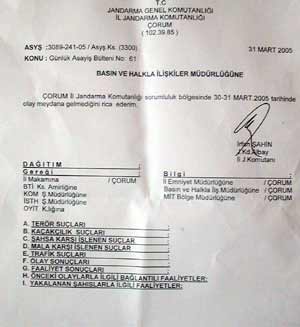 T.C
JANDARMA GENEL KOMUTANLIĞI
İL JANDARMA KOMUTANLIĞI
ÇORUM
( 102.39.85 )
ASYŞ :3089-241-05 / Asyş.Ks. (3300) 31 MART 2005
KONU : Günlük Asayiş Bülteni No: 61
BASIN VE HALKLA İLİŞKİLER MÜDÜRLÜĞÜNE
ÇORUM İl Jandarma Komutanlığı sorumluluk bölgesinde 30-31 MART.2005 tarihinde
olay meydana gelmediğini rica ederim.
ŞAHİN
J.Kd.Albay
İl J.Komutanı
DAĞITIM :
Gereği : Bilgi :
İl Makamına / ÇORUM İl Emniyet Müdürlüğüne / ÇORUM
BTİ Ks. Amirliğine Basın ve Halkla İlş.Müdürlüğüne
KOM Ş.Müdürlüğüne MİT Bölge Müdürlüğüne / ÇORUM
İSTH Ş.Müdürlüğüne
OYİT K.lığına
A. TERÖR SUÇLARI :
B. KAÇAKÇILIK SUÇLARI :
C. ŞAHSA KARŞI İŞLENEN SUÇLAR :
D. MALA KARŞI İŞLENEN SUÇLAR :
E. TRAFİK SUÇLARI :
F. OLAY SONUÇLARI :
G. FAALİYET SONUÇLARI :
H. ÖNCEKİ OLAYLARLA İLGİLİ BAĞLANTILI FAALİYETLER:
I. YAKALANAN ŞAHISLARLA İLGİLİ FAALİYETLER: